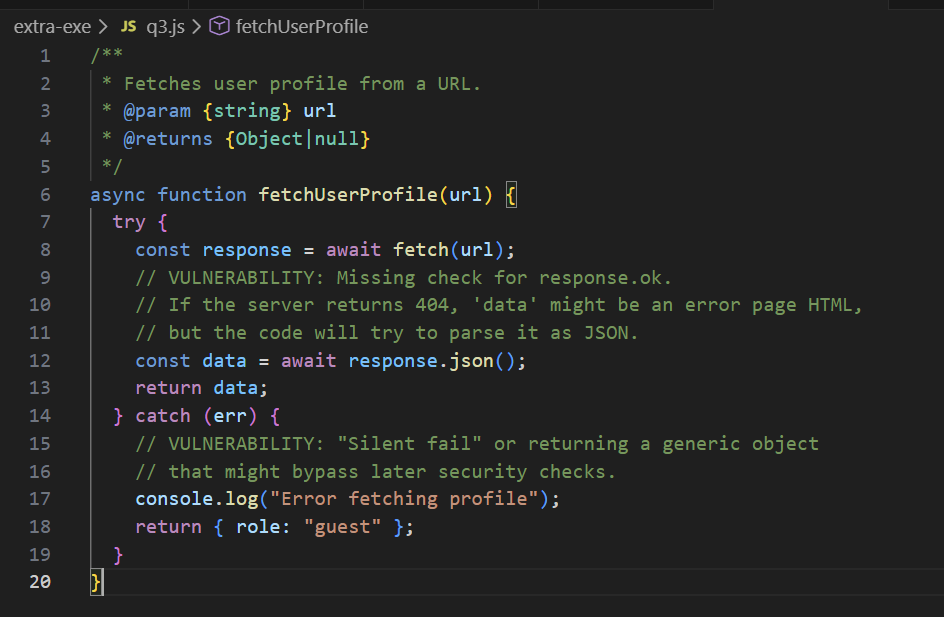 extra-exe > JS q3.js > fetchUserProfile
1 /**
2  * Fetches user profile from a URL.
3  * @param {string} url
4  * @returns {Object|null}
5  */
6 async function fetchUserProfile(url) {
7   try {
8     const response = await fetch(url);
9     // VULNERABILITY: Missing check for response.ok.
10     // If the server returns 404, 'data' might be an error page HTML,
11     // but the code will try to parse it as JSON.
12     const data = await response.json();
13     return data;
14   } catch (err) {
15     // VULNERABILITY: "Silent fail" or returning a generic object
16     // that might bypass later security checks.
17     console.log("Error fetching profile");
18     return { role: "guest" };
19   }
20 }